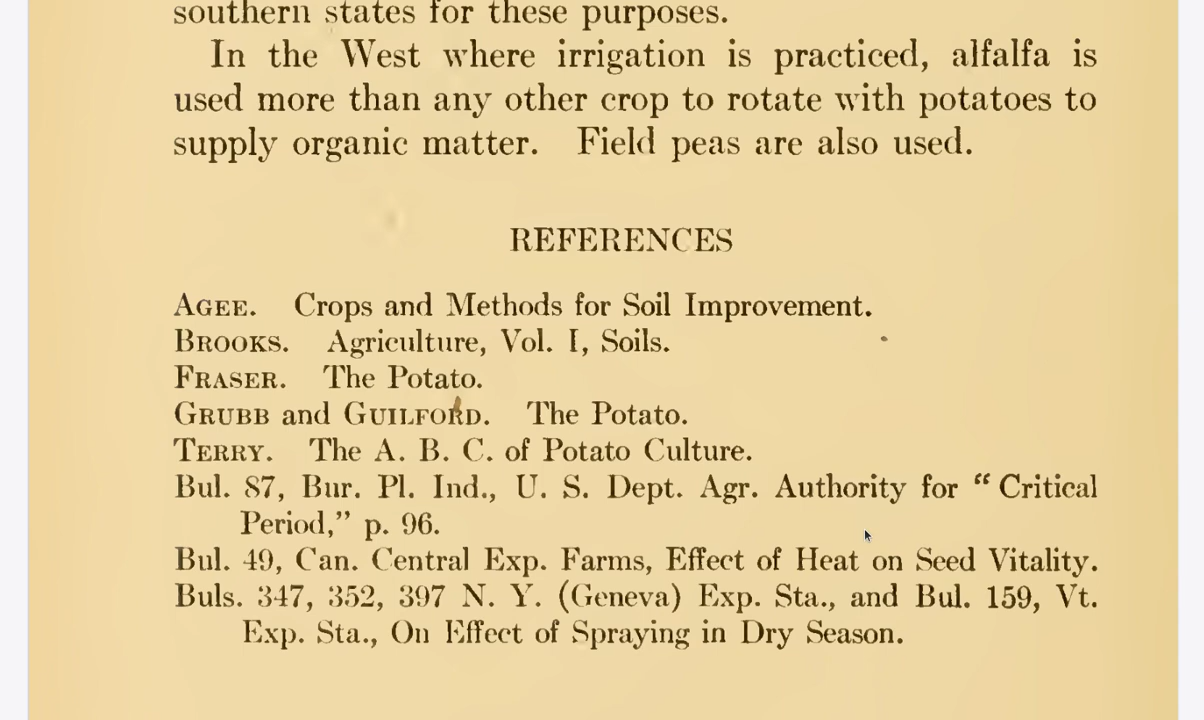 southern states for these purposes.
In the West where irrigation is practiced, alfalfa is
used more than any other crop to rotate with potatoes to
supply organic matter. Field peas are also used.
REFERENCES
AGEE. Crops and Methods for Soil Improvement.
BROOKS. Agriculture, Vol. I, Soils.
FRASER. The Potato.
GRUBB and GUILFORD. The Potato.
TERRY. The A. B. C. of Potato Culture.
Bul. 87, Bur. Pl. Ind., U. S. Dept. Agr. Authority for “ Critical
Period,” p. 96.
Bul. 49, Can. Central Exp. Farms, Effect of Heat on Seed Vitality.
Buls. 347, 352, 397 N. Y. (Geneva) Exp. Sta., and Bul. 159, Vt.
Exp. Sta., On Effect of Spraying in Dry Season.